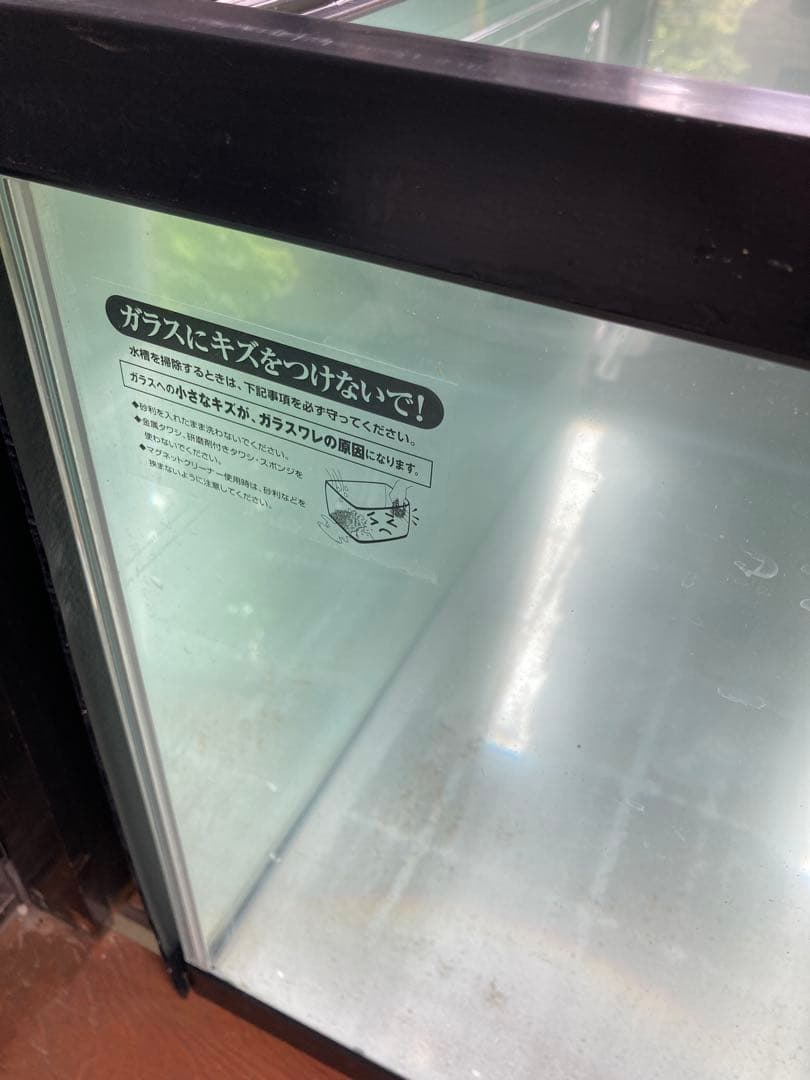 ガラスにキズをつけないで！
水槽を掃除するときは、下記事項を必ず守ってください。
ガラスへの小さなキズが、ガラスワレの原因になります。
◆砂利を入れたまま洗わないでください。
◆金属タワシ、研磨剤付きタワシ・スポンジを
使わないでください。
◆マグネットクリーナー使用時は、砂利などを
挟まないように注意してください。